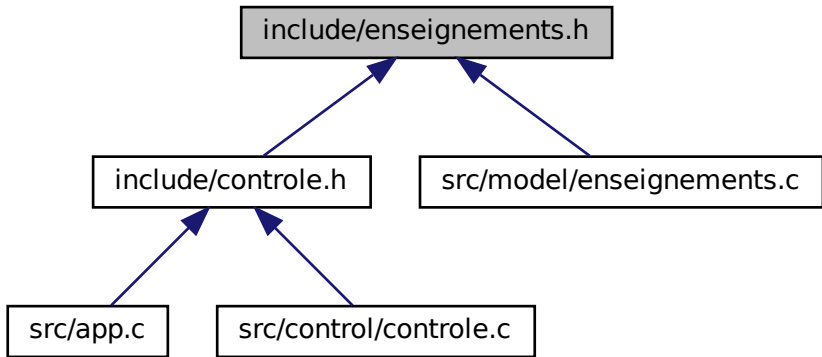 include/enseignements.h
include/controle.h
src/model/enseignements.c
src/app.c
src/control/controle.c